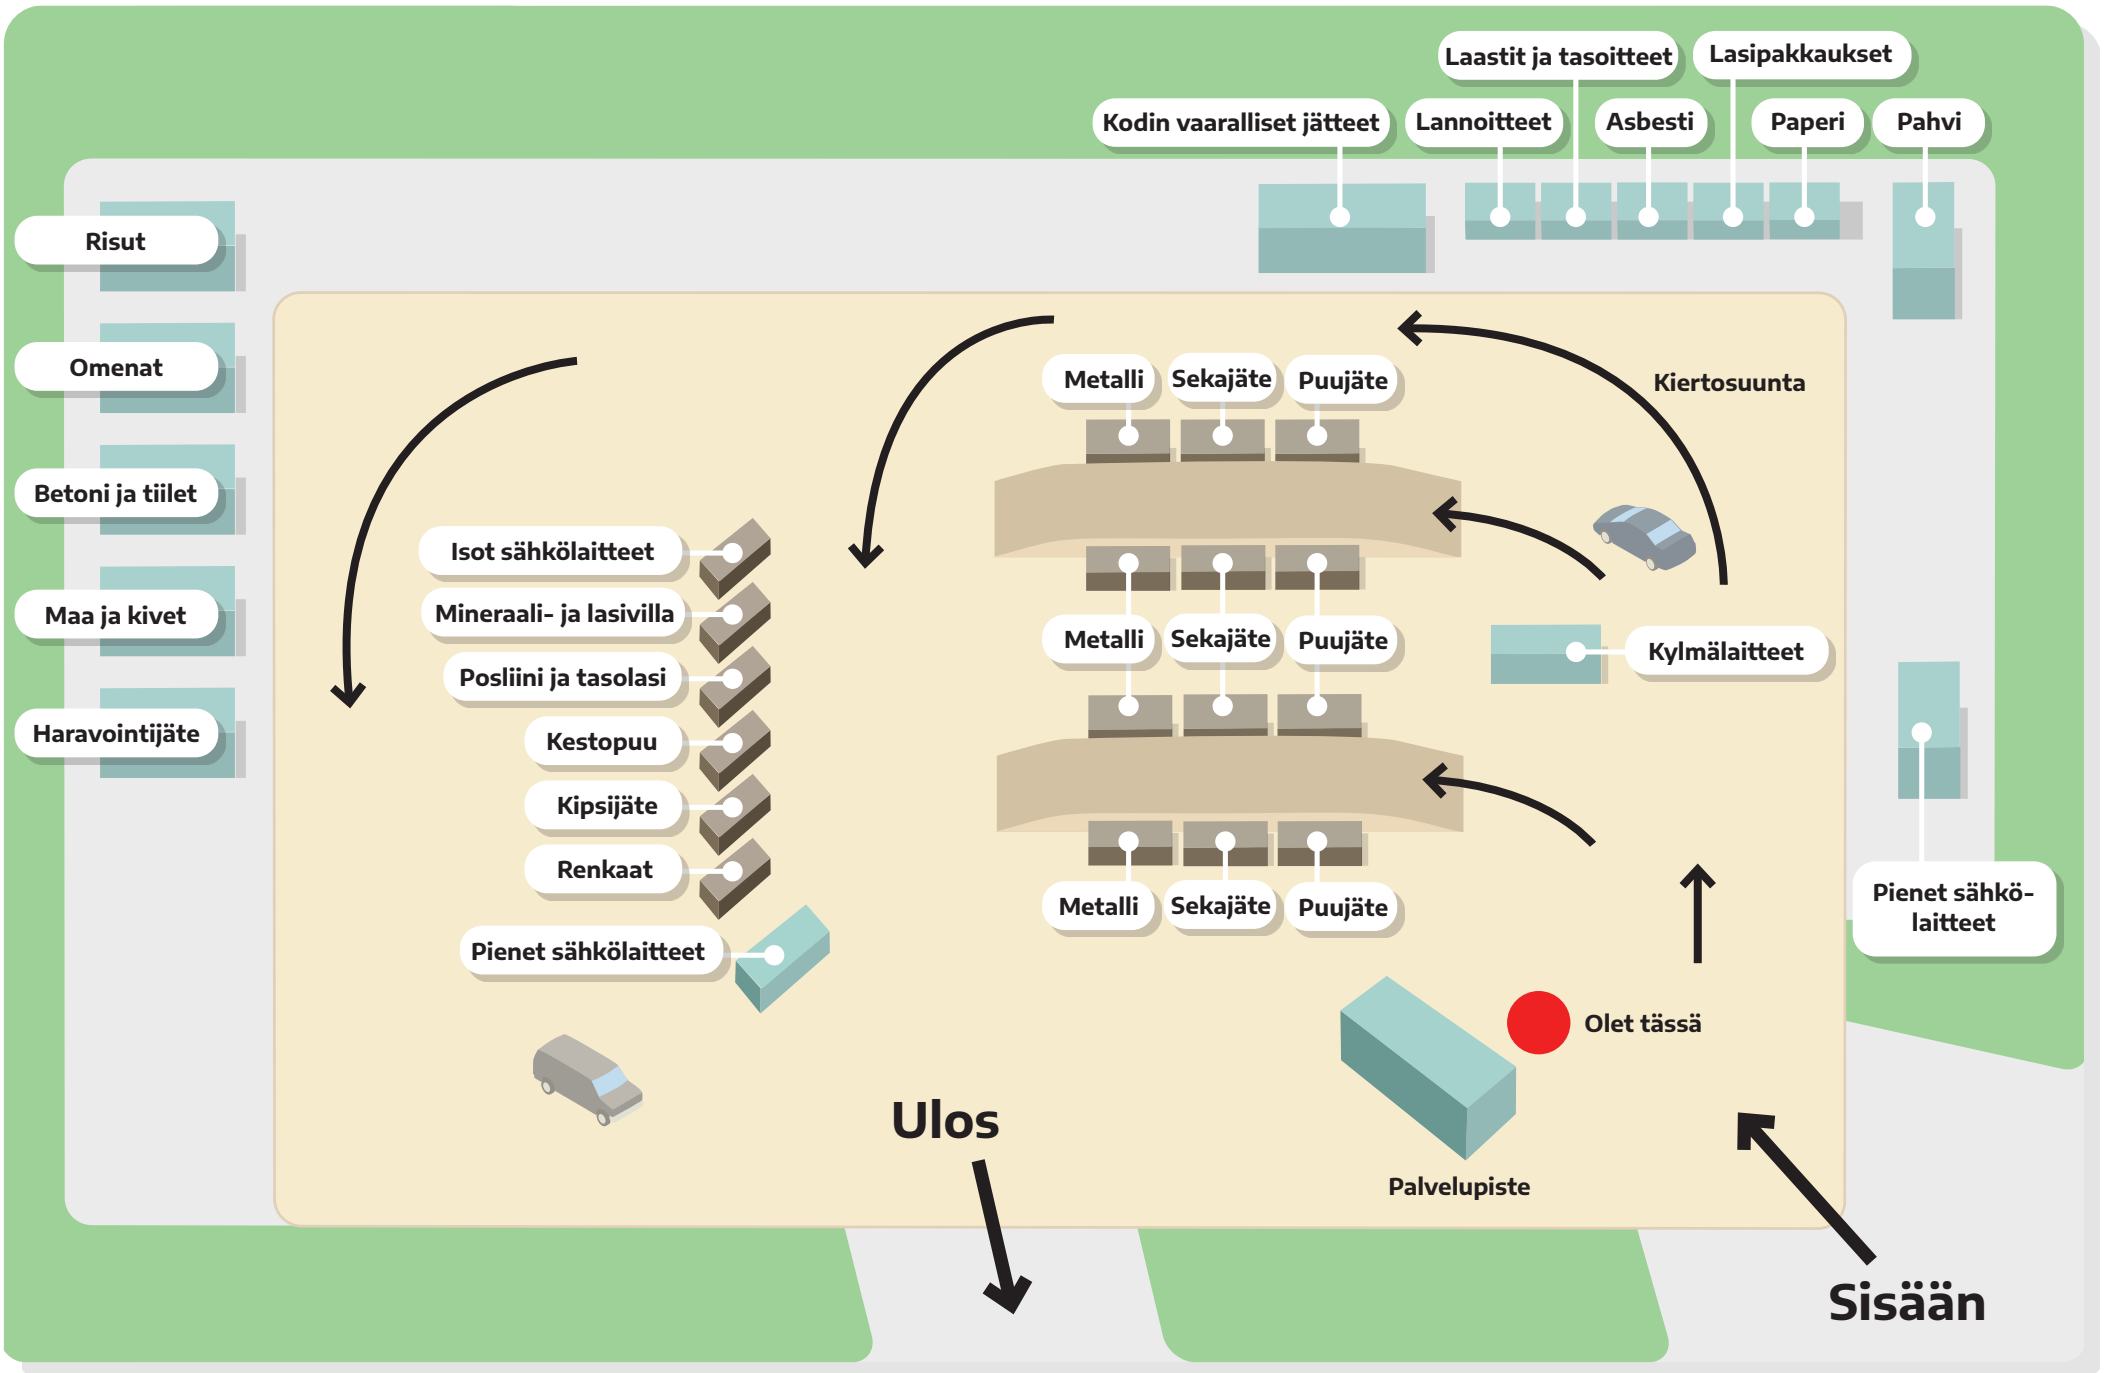 Laastit ja tasoitteet
Lasipakkaukset
Kodin vaaralliset jätteet
Lannoitteet
Asbesti
Paperi
Pahvi
Risut
Omenat
Betoni ja tiilet
Maa ja kivet
Haravointijäte
Kiertosuunta
Metalli
Sekajäte
Puujäte
Isot sähkölaitteet
Mineraali- ja lasivilla
Posliini ja tasolasi
Kestopuu
Kipsijäte
Renkaat
Pienet sähkölaitteet
Metalli
Sekajäte
Puujäte
Kylmälaitteet
Metalli
Sekajäte
Puujäte
Pienet sähkö-
laitteet
Olet tässä
Palvelupiste
Ulos
Sisään